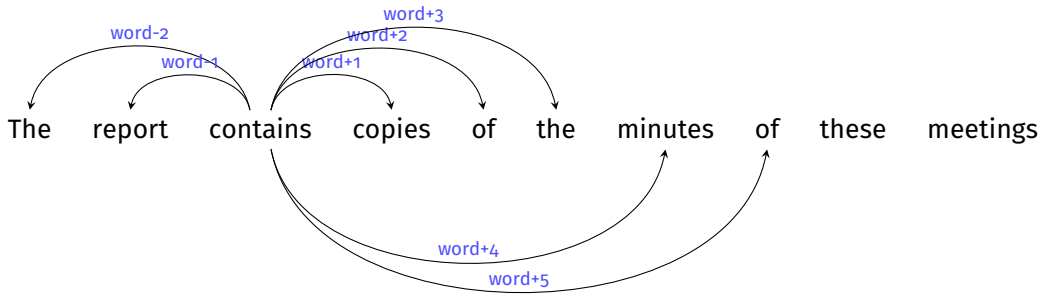 word+3
word-2
word+2
word-1
word+1
The report contains copies of the minutes of these meetings
word+4
word+5